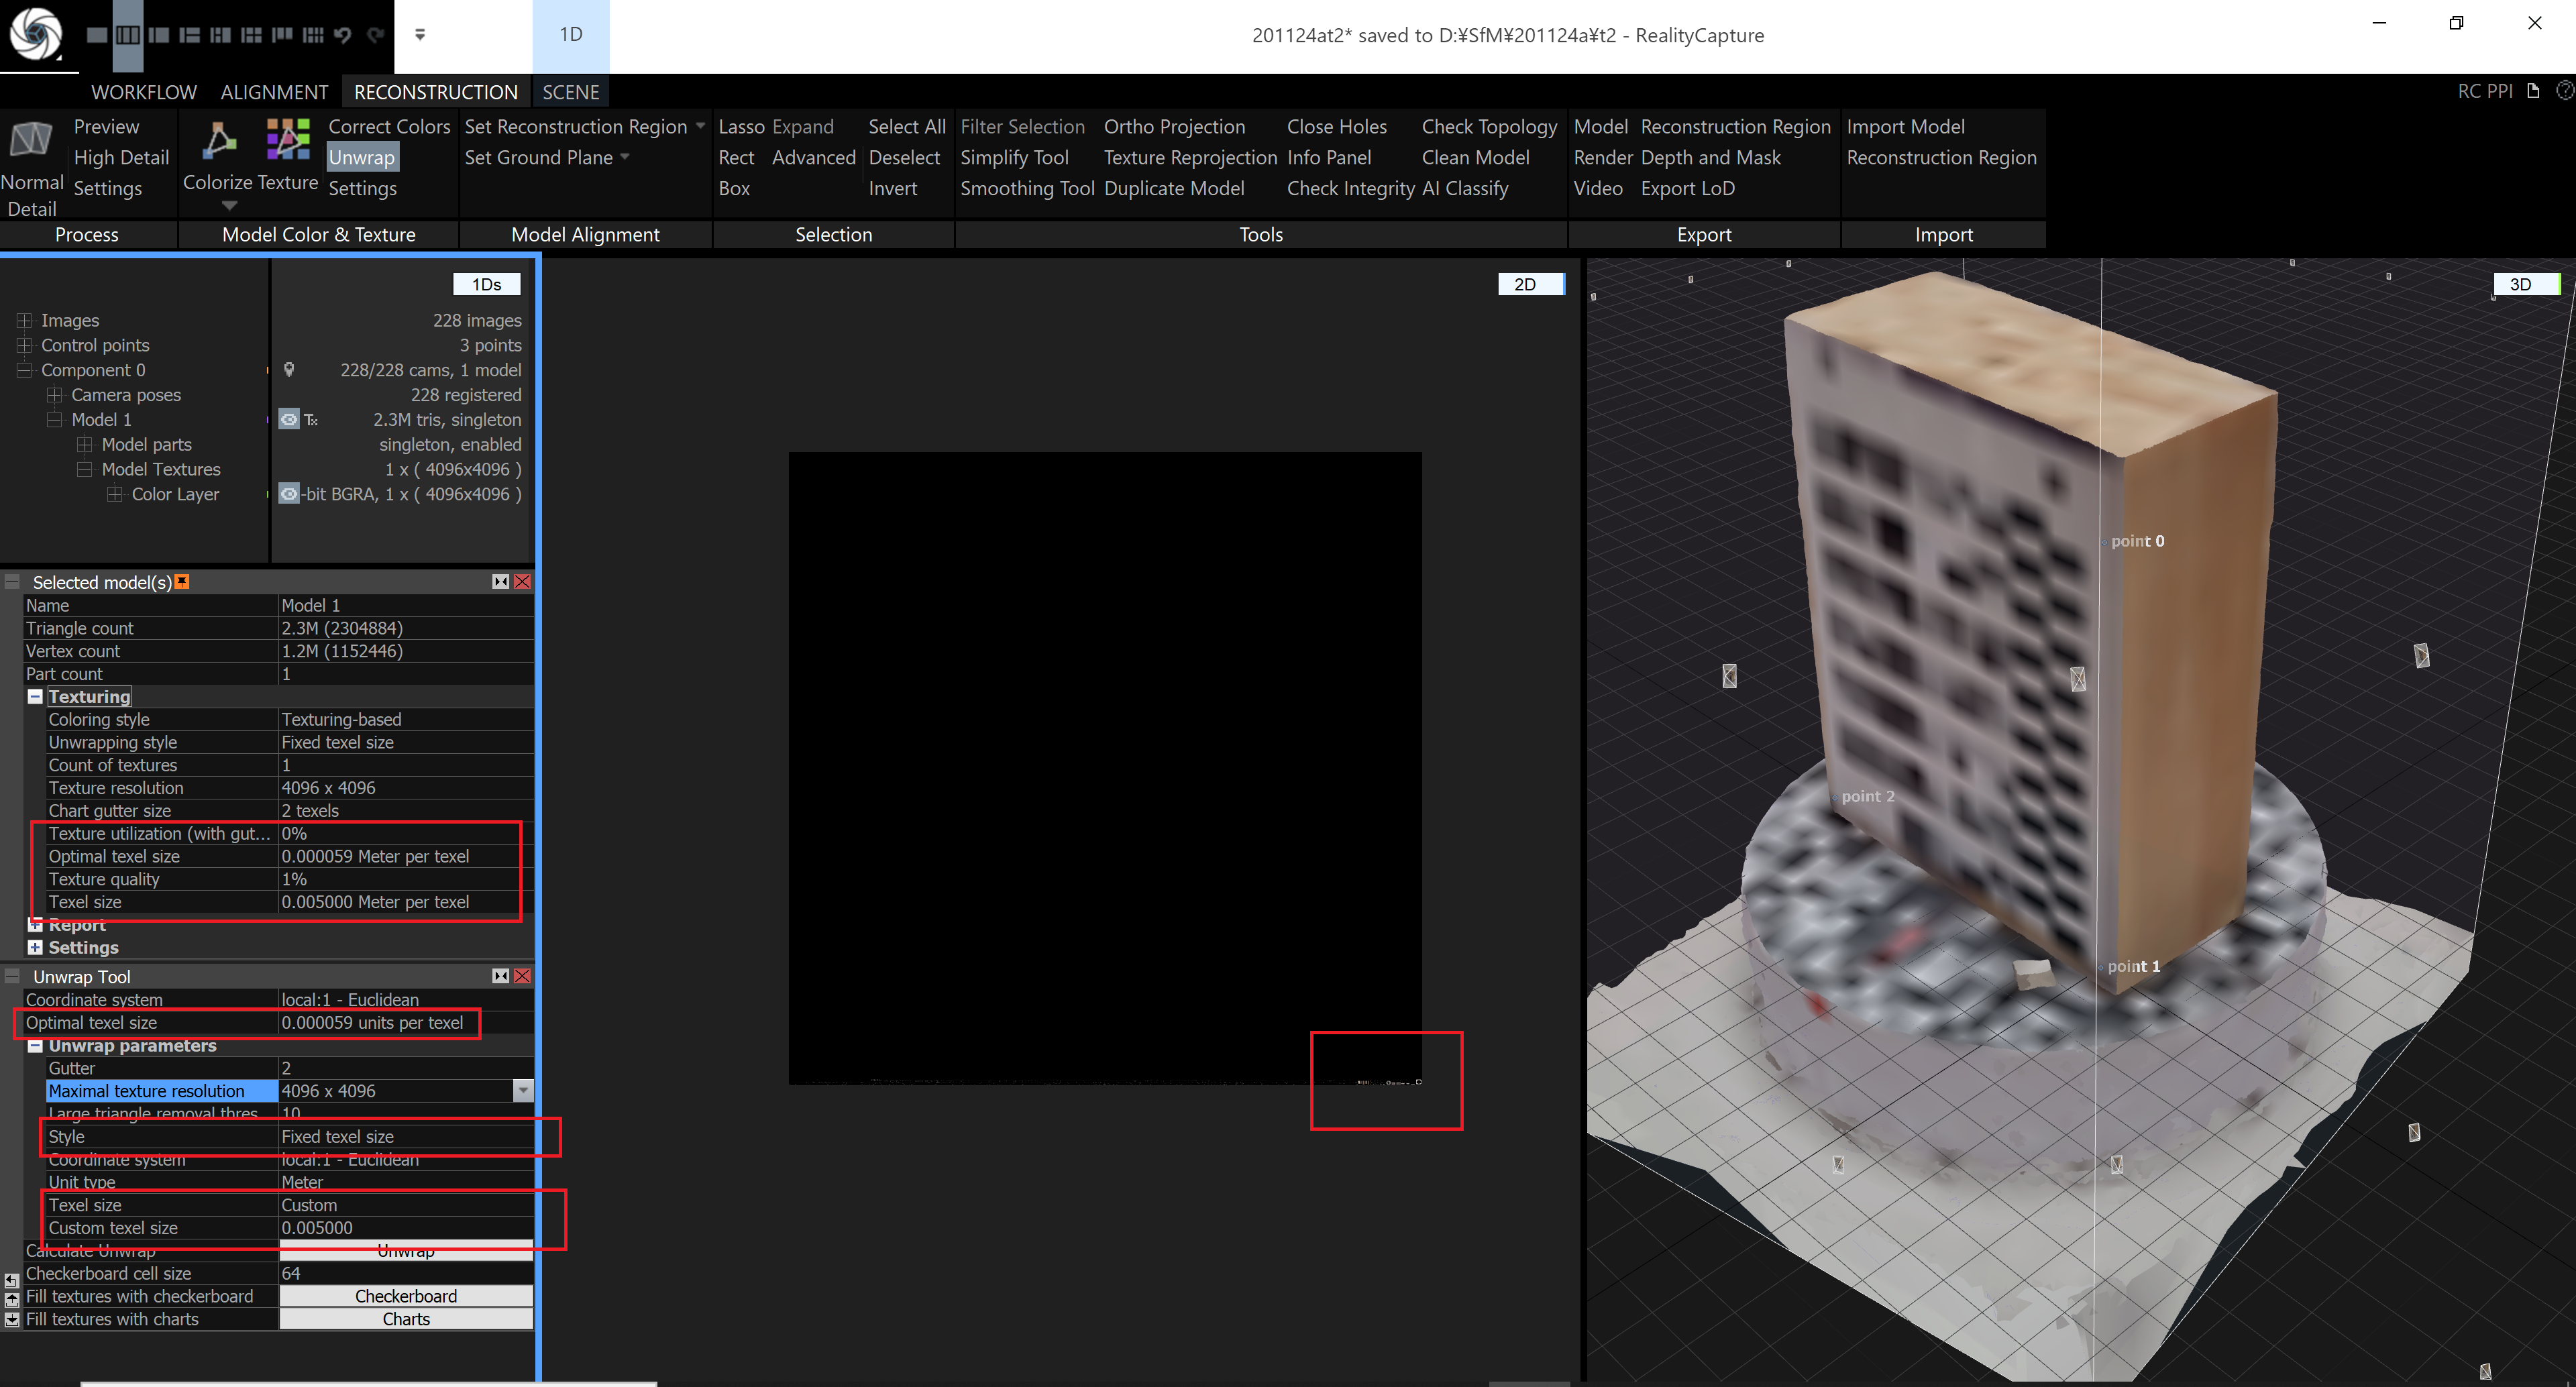 1D
201124at2* saved to D:¥SfM¥201124a¥t2 - RealityCapture
WORKFLOW ALIGNMENT RECONSTRUCTION SCENE
RC PPI
Normal Detail
Preview
High Detail
Settings
Process
Colorize
Texture
Correct Colors
Unwrap
Settings
Model Color & Texture
Set Reconstruction Region
Set Ground Plane
Model Alignment
Lasso Expand Select All
Rect Advanced Deselect
Box Invert
Selection
Filter Selection Ortho Projection Close Holes Check Topology
Simplify Tool Texture Reprojection Info Panel Clean Model
Smoothing Tool Duplicate Model Check Integrity AI Classify
Tools
Model Reconstruction Region
Render Depth and Mask
Video Export LoD
Export
Import Model
Reconstruction Region
Import
1Ds
Images 228 images
Control points 3 points
Component 0 228/228 cams, 1 model
Camera poses 228 registered
Model 1 Tx 2.3M tris, singleton
Model parts singleton, enabled
Model Textures 1 x ( 4096x4096 )
Color Layer -bit BGRA, 1 x ( 4096x4096 )
Selected model(s)
Name Model 1
Triangle count 2.3M (2304884)
Vertex count 1.2M (1152446)
Part count 1
Texturing
Coloring style Texturing-based
Unwrapping style Fixed texel size
Count of textures 1
Texture resolution 4096 x 4096
Chart gutter size 2 texels
Texture utilization (with gut... 0%
Optimal texel size 0.000059 Meter per texel
Texture quality 1%
Texel size 0.005000 Meter per texel
Report
Settings
Unwrap Tool
Coordinate system local:1 - Euclidean
Optimal texel size 0.000059 units per texel
Unwrap parameters
Gutter 2
Maximal texture resolution 4096 x 4096
Large triangle removal thres 10
Style Fixed texel size
Coordinate system local:1 - Euclidean
Unit type Meter
Texel size Custom
Custom texel size 0.005000
Calculate Unwrap Unwrap
Checkerboard cell size 64
Fill textures with checkerboard Checkerboard
Fill textures with charts Charts
2D
3D
point 0
point 2
point 1